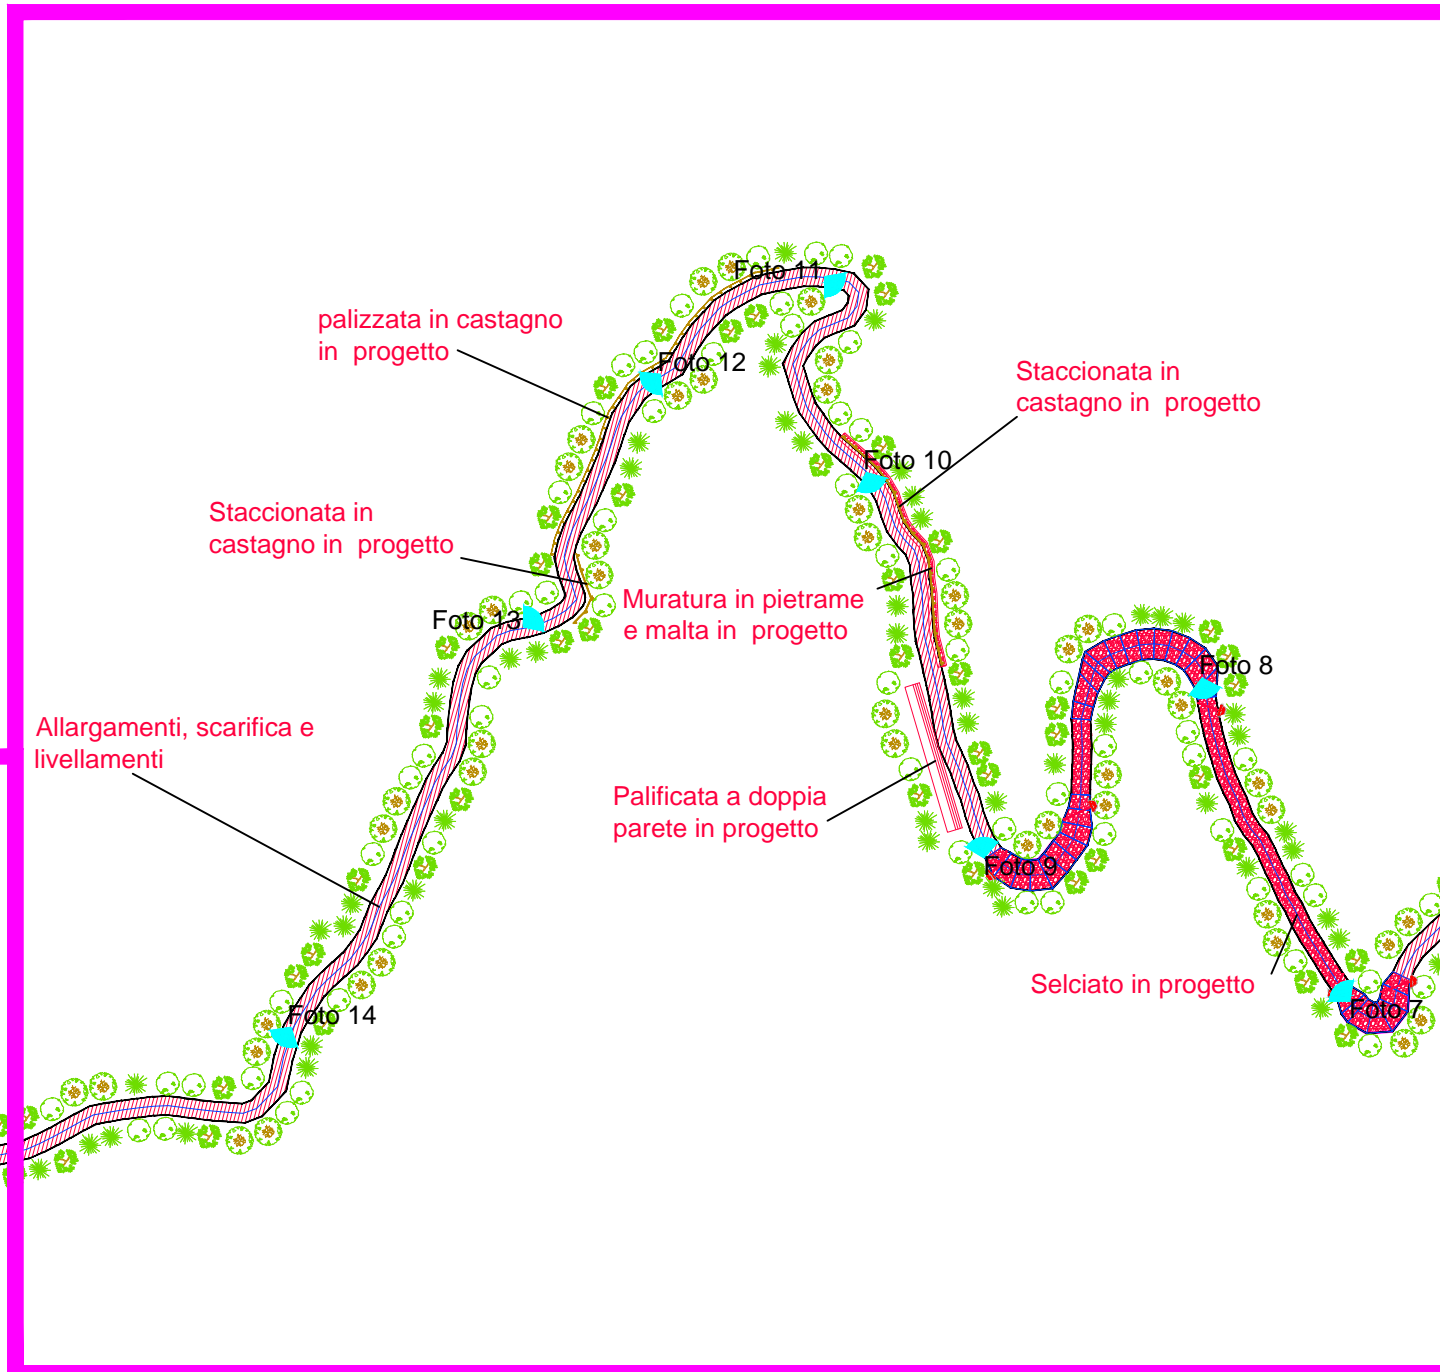 Foto 11
palizzata in castagno
in progetto
Foto 12
Staccionata in
castagno in progetto
Foto 10
Staccionata in
castagno in progetto
Muratura in pietrame
e malta in progetto
Foto 13
Foto 8
Allargamenti, scarifica e
livellamenti
Palificata a doppia
parete in progetto
Foto 9
Selciato in progetto
Foto 7
Foto 14